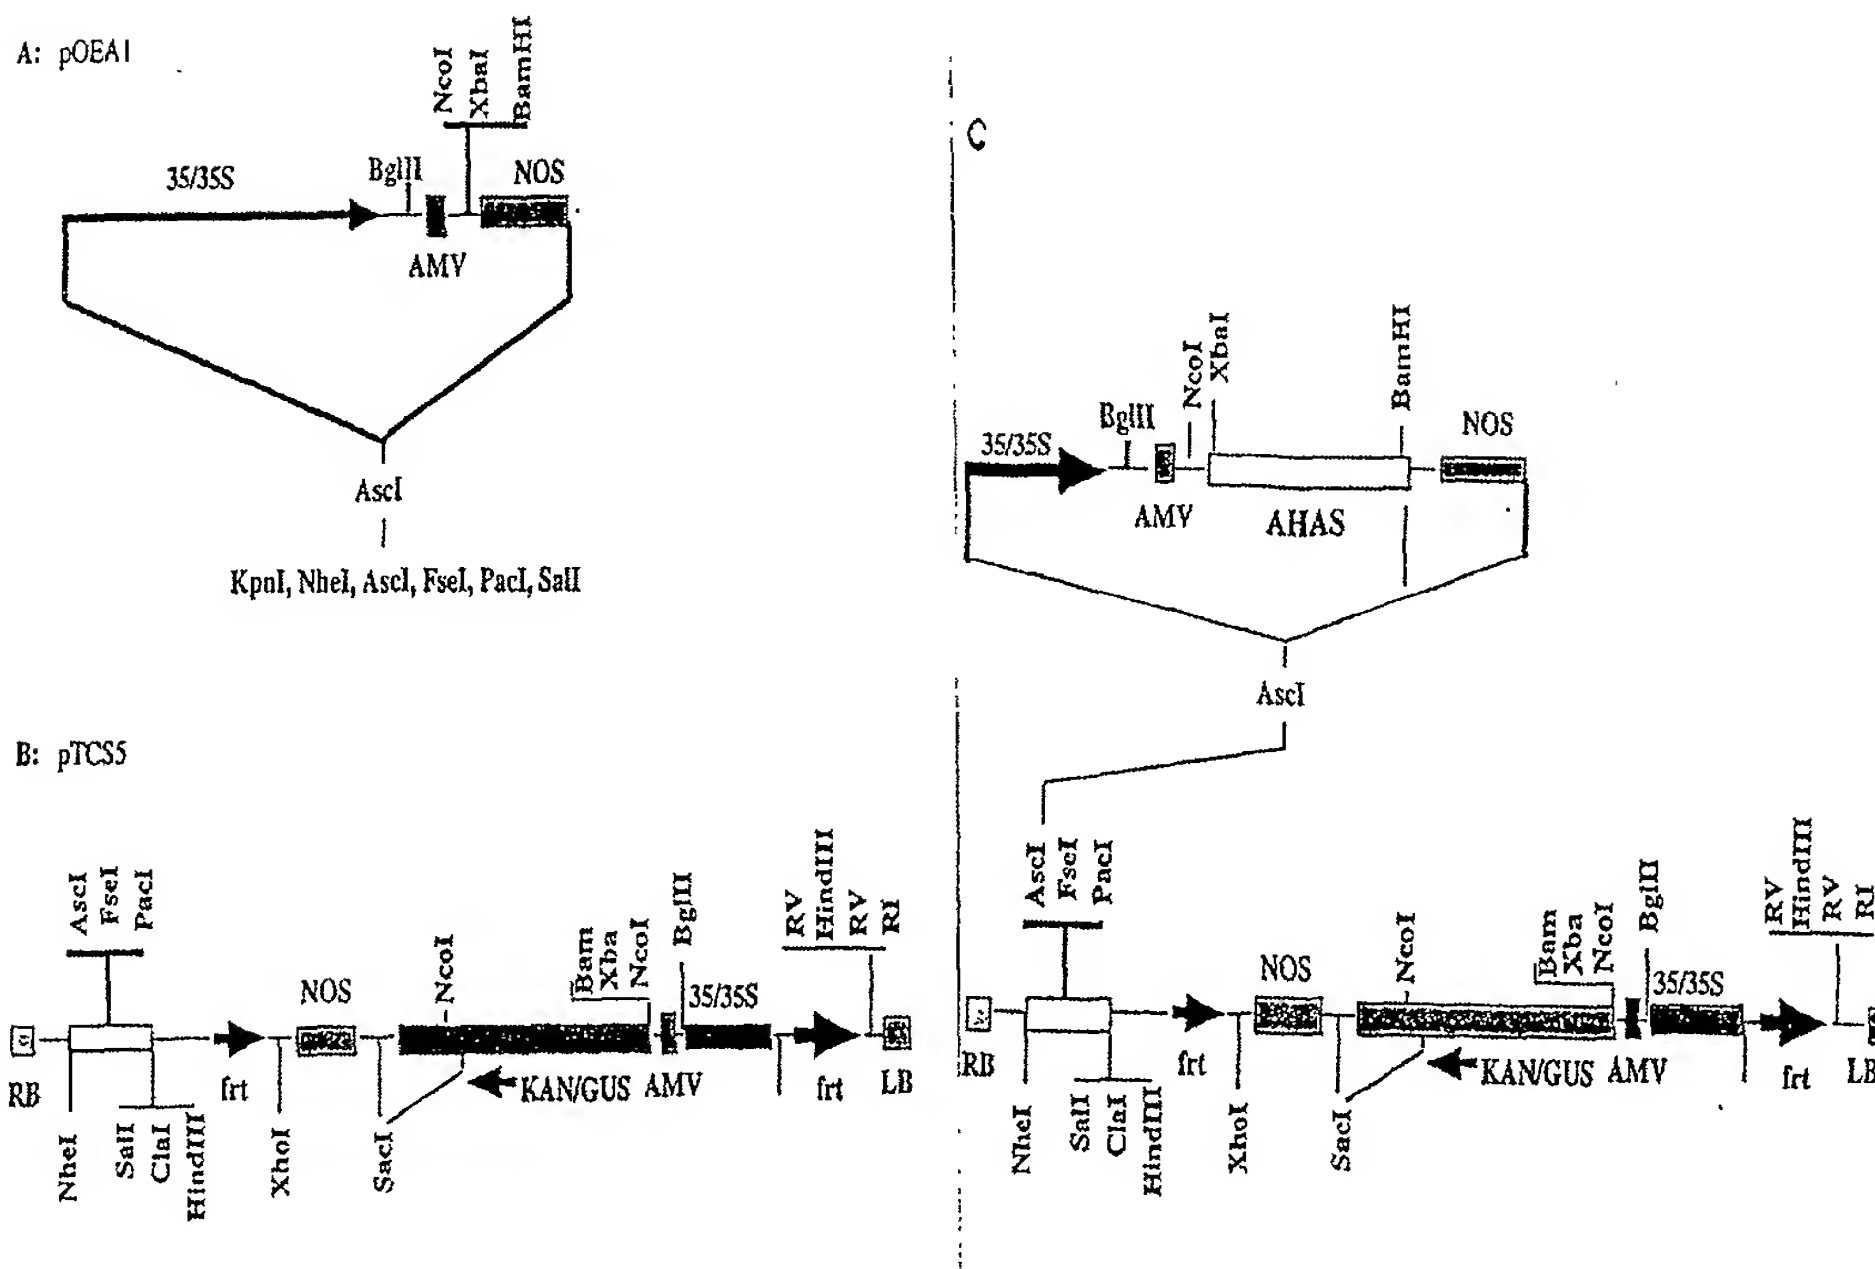 A: pOEA1
NcoI
XbaI
BamHI
35/35S
BglII
NOS
AMV
AscI
KpnI, NheI, AscI, FseI, PacI, SalI
B: pTCS5
AscI
FseI
PacI
NcoI
Bam
Xba
NcoI
BglII
RV
HindIII
RV
RI
NOS
35/35S
RB
frt
KAN/GUS
AMV
frt
LB
NheI
SalI
ClaI
HindIII
XhoI
SacI
C
NcoI
XbaI
BamHI
35/35S
BglII
NOS
AMV
AHAS
AscI
AscI
FseI
PacI
NcoI
Bam
Xba
NcoI
BglII
RV
HindIII
RV
RI
NOS
35/35S
RB
frt
KAN/GUS
AMV
frt
LB
NheI
SalI
ClaI
HindIII
XhoI
SacI